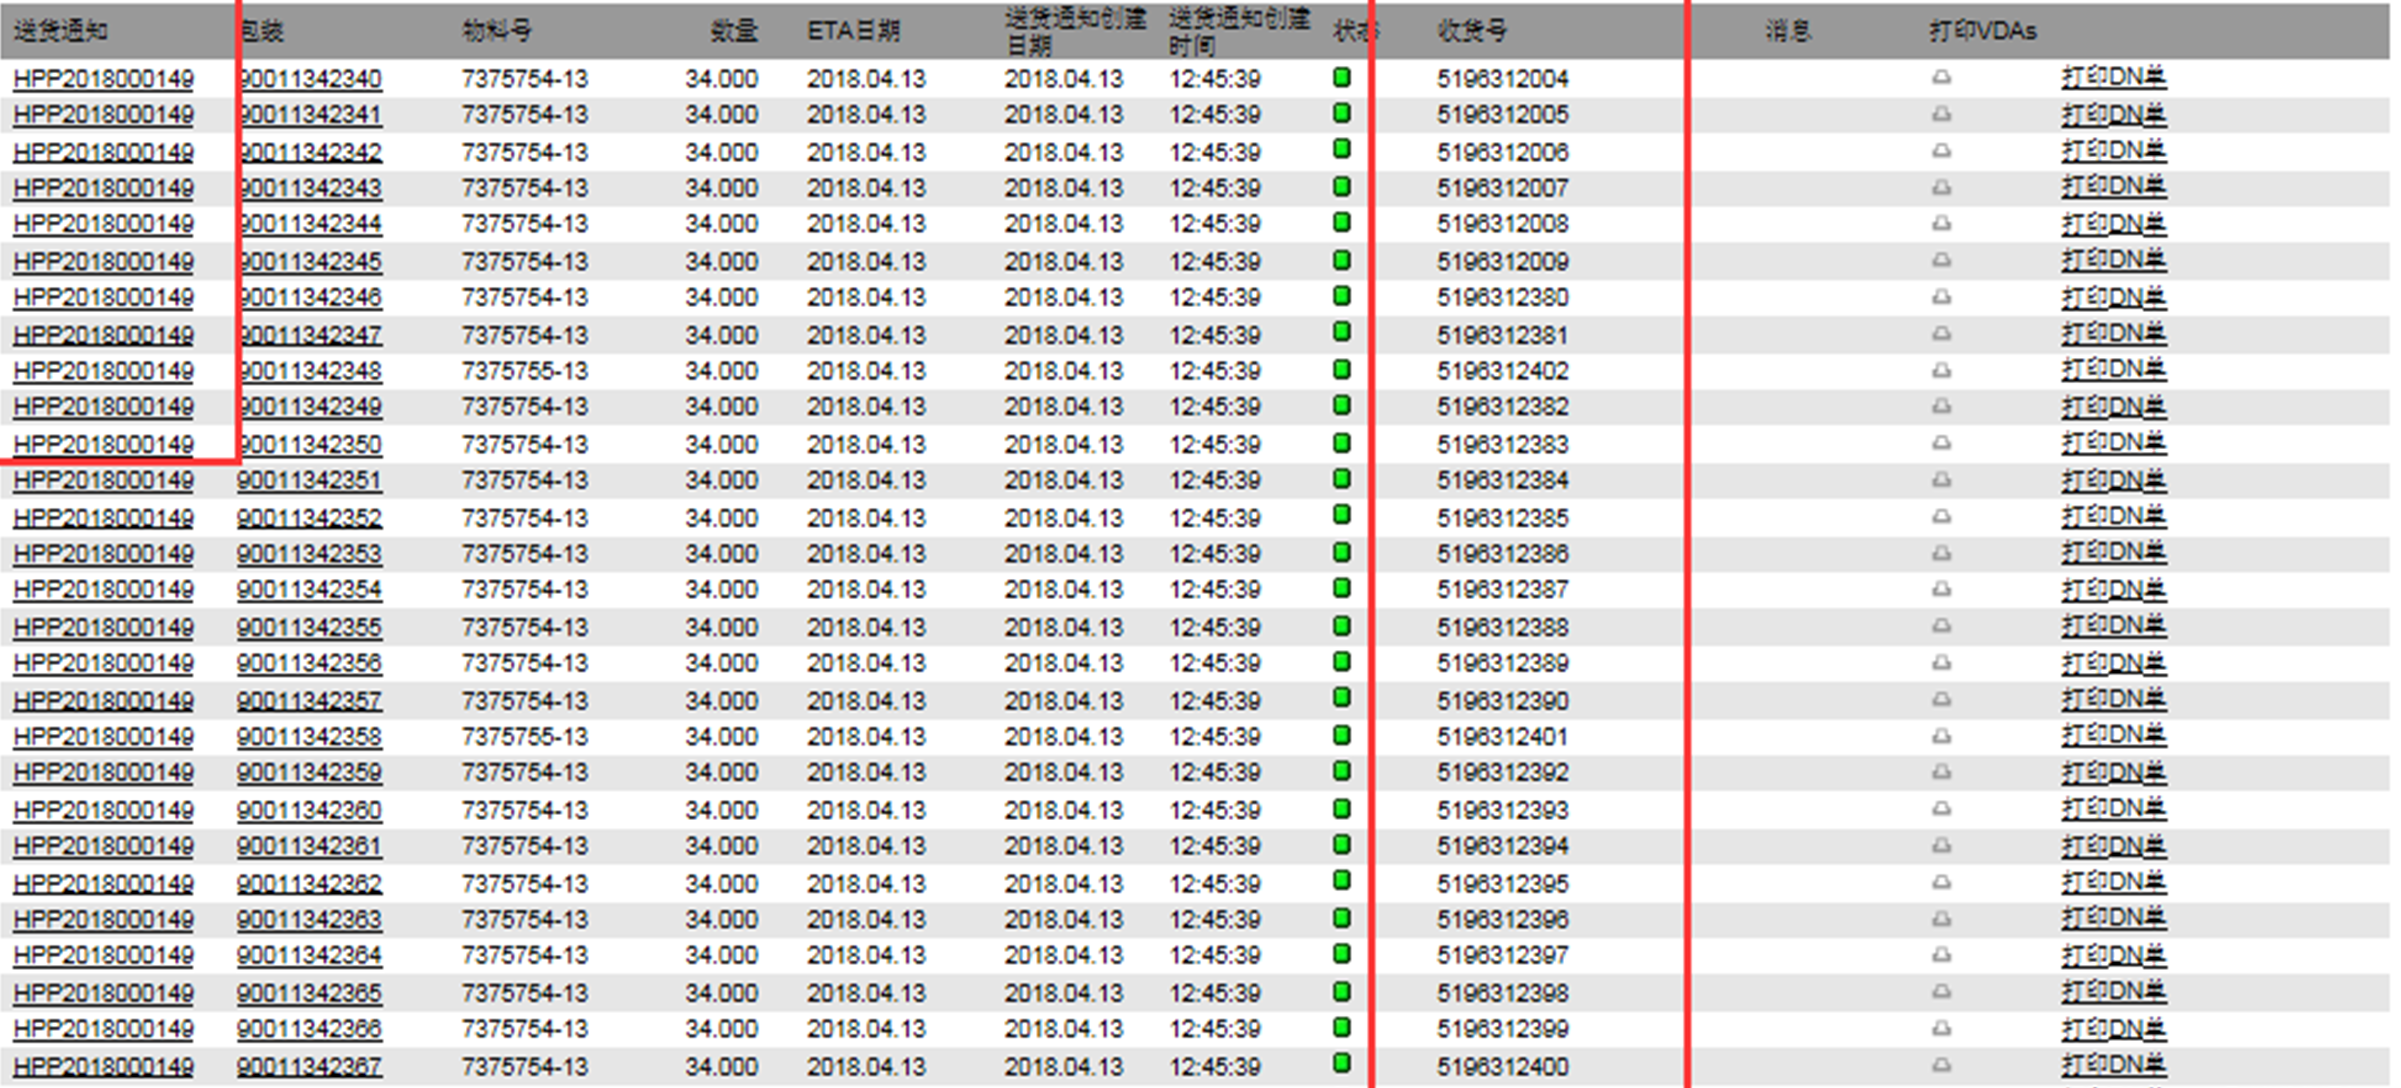 送货通知 包装 物料号 数量 ETA日期 送货通知创建日期 送货通知创建时间 状态 收货号 消息 打印VDAs
HPP2018000149 90011342340 7375754-13 34.000 2018.04.13 2018.04.13 12:45:39 5196312004 打印DN单
HPP2018000149 90011342341 7375754-13 34.000 2018.04.13 2018.04.13 12:45:39 5196312005 打印DN单
HPP2018000149 90011342342 7375754-13 34.000 2018.04.13 2018.04.13 12:45:39 5196312006 打印DN单
HPP2018000149 90011342343 7375754-13 34.000 2018.04.13 2018.04.13 12:45:39 5196312007 打印DN单
HPP2018000149 90011342344 7375754-13 34.000 2018.04.13 2018.04.13 12:45:39 5196312008 打印DN单
HPP2018000149 90011342345 7375754-13 34.000 2018.04.13 2018.04.13 12:45:39 5196312009 打印DN单
HPP2018000149 90011342346 7375754-13 34.000 2018.04.13 2018.04.13 12:45:39 5196312380 打印DN单
HPP2018000149 90011342347 7375754-13 34.000 2018.04.13 2018.04.13 12:45:39 5196312381 打印DN单
HPP2018000149 90011342348 7375755-13 34.000 2018.04.13 2018.04.13 12:45:39 5196312402 打印DN单
HPP2018000149 90011342349 7375754-13 34.000 2018.04.13 2018.04.13 12:45:39 5196312382 打印DN单
HPP2018000149 90011342350 7375754-13 34.000 2018.04.13 2018.04.13 12:45:39 5196312383 打印DN单
HPP2018000149 90011342351 7375754-13 34.000 2018.04.13 2018.04.13 12:45:39 5196312384 打印DN单
HPP2018000149 90011342352 7375754-13 34.000 2018.04.13 2018.04.13 12:45:39 5196312385 打印DN单
HPP2018000149 90011342353 7375754-13 34.000 2018.04.13 2018.04.13 12:45:39 5196312386 打印DN单
HPP2018000149 90011342354 7375754-13 34.000 2018.04.13 2018.04.13 12:45:39 5196312387 打印DN单
HPP2018000149 90011342355 7375754-13 34.000 2018.04.13 2018.04.13 12:45:39 5196312388 打印DN单
HPP2018000149 90011342356 7375754-13 34.000 2018.04.13 2018.04.13 12:45:39 5196312389 打印DN单
HPP2018000149 90011342357 7375754-13 34.000 2018.04.13 2018.04.13 12:45:39 5196312390 打印DN单
HPP2018000149 90011342358 7375755-13 34.000 2018.04.13 2018.04.13 12:45:39 5196312401 打印DN单
HPP2018000149 90011342359 7375754-13 34.000 2018.04.13 2018.04.13 12:45:39 5196312392 打印DN单
HPP2018000149 90011342360 7375754-13 34.000 2018.04.13 2018.04.13 12:45:39 5196312393 打印DN单
HPP2018000149 90011342361 7375754-13 34.000 2018.04.13 2018.04.13 12:45:39 5196312394 打印DN单
HPP2018000149 90011342362 7375754-13 34.000 2018.04.13 2018.04.13 12:45:39 5196312395 打印DN单
HPP2018000149 90011342363 7375754-13 34.000 2018.04.13 2018.04.13 12:45:39 5196312396 打印DN单
HPP2018000149 90011342364 7375754-13 34.000 2018.04.13 2018.04.13 12:45:39 5196312397 打印DN单
HPP2018000149 90011342365 7375754-13 34.000 2018.04.13 2018.04.13 12:45:39 5196312398 打印DN单
HPP2018000149 90011342366 7375754-13 34.000 2018.04.13 2018.04.13 12:45:39 5196312399 打印DN单
HPP2018000149 90011342367 7375754-13 34.000 2018.04.13 2018.04.13 12:45:39 5196312400 打印DN单